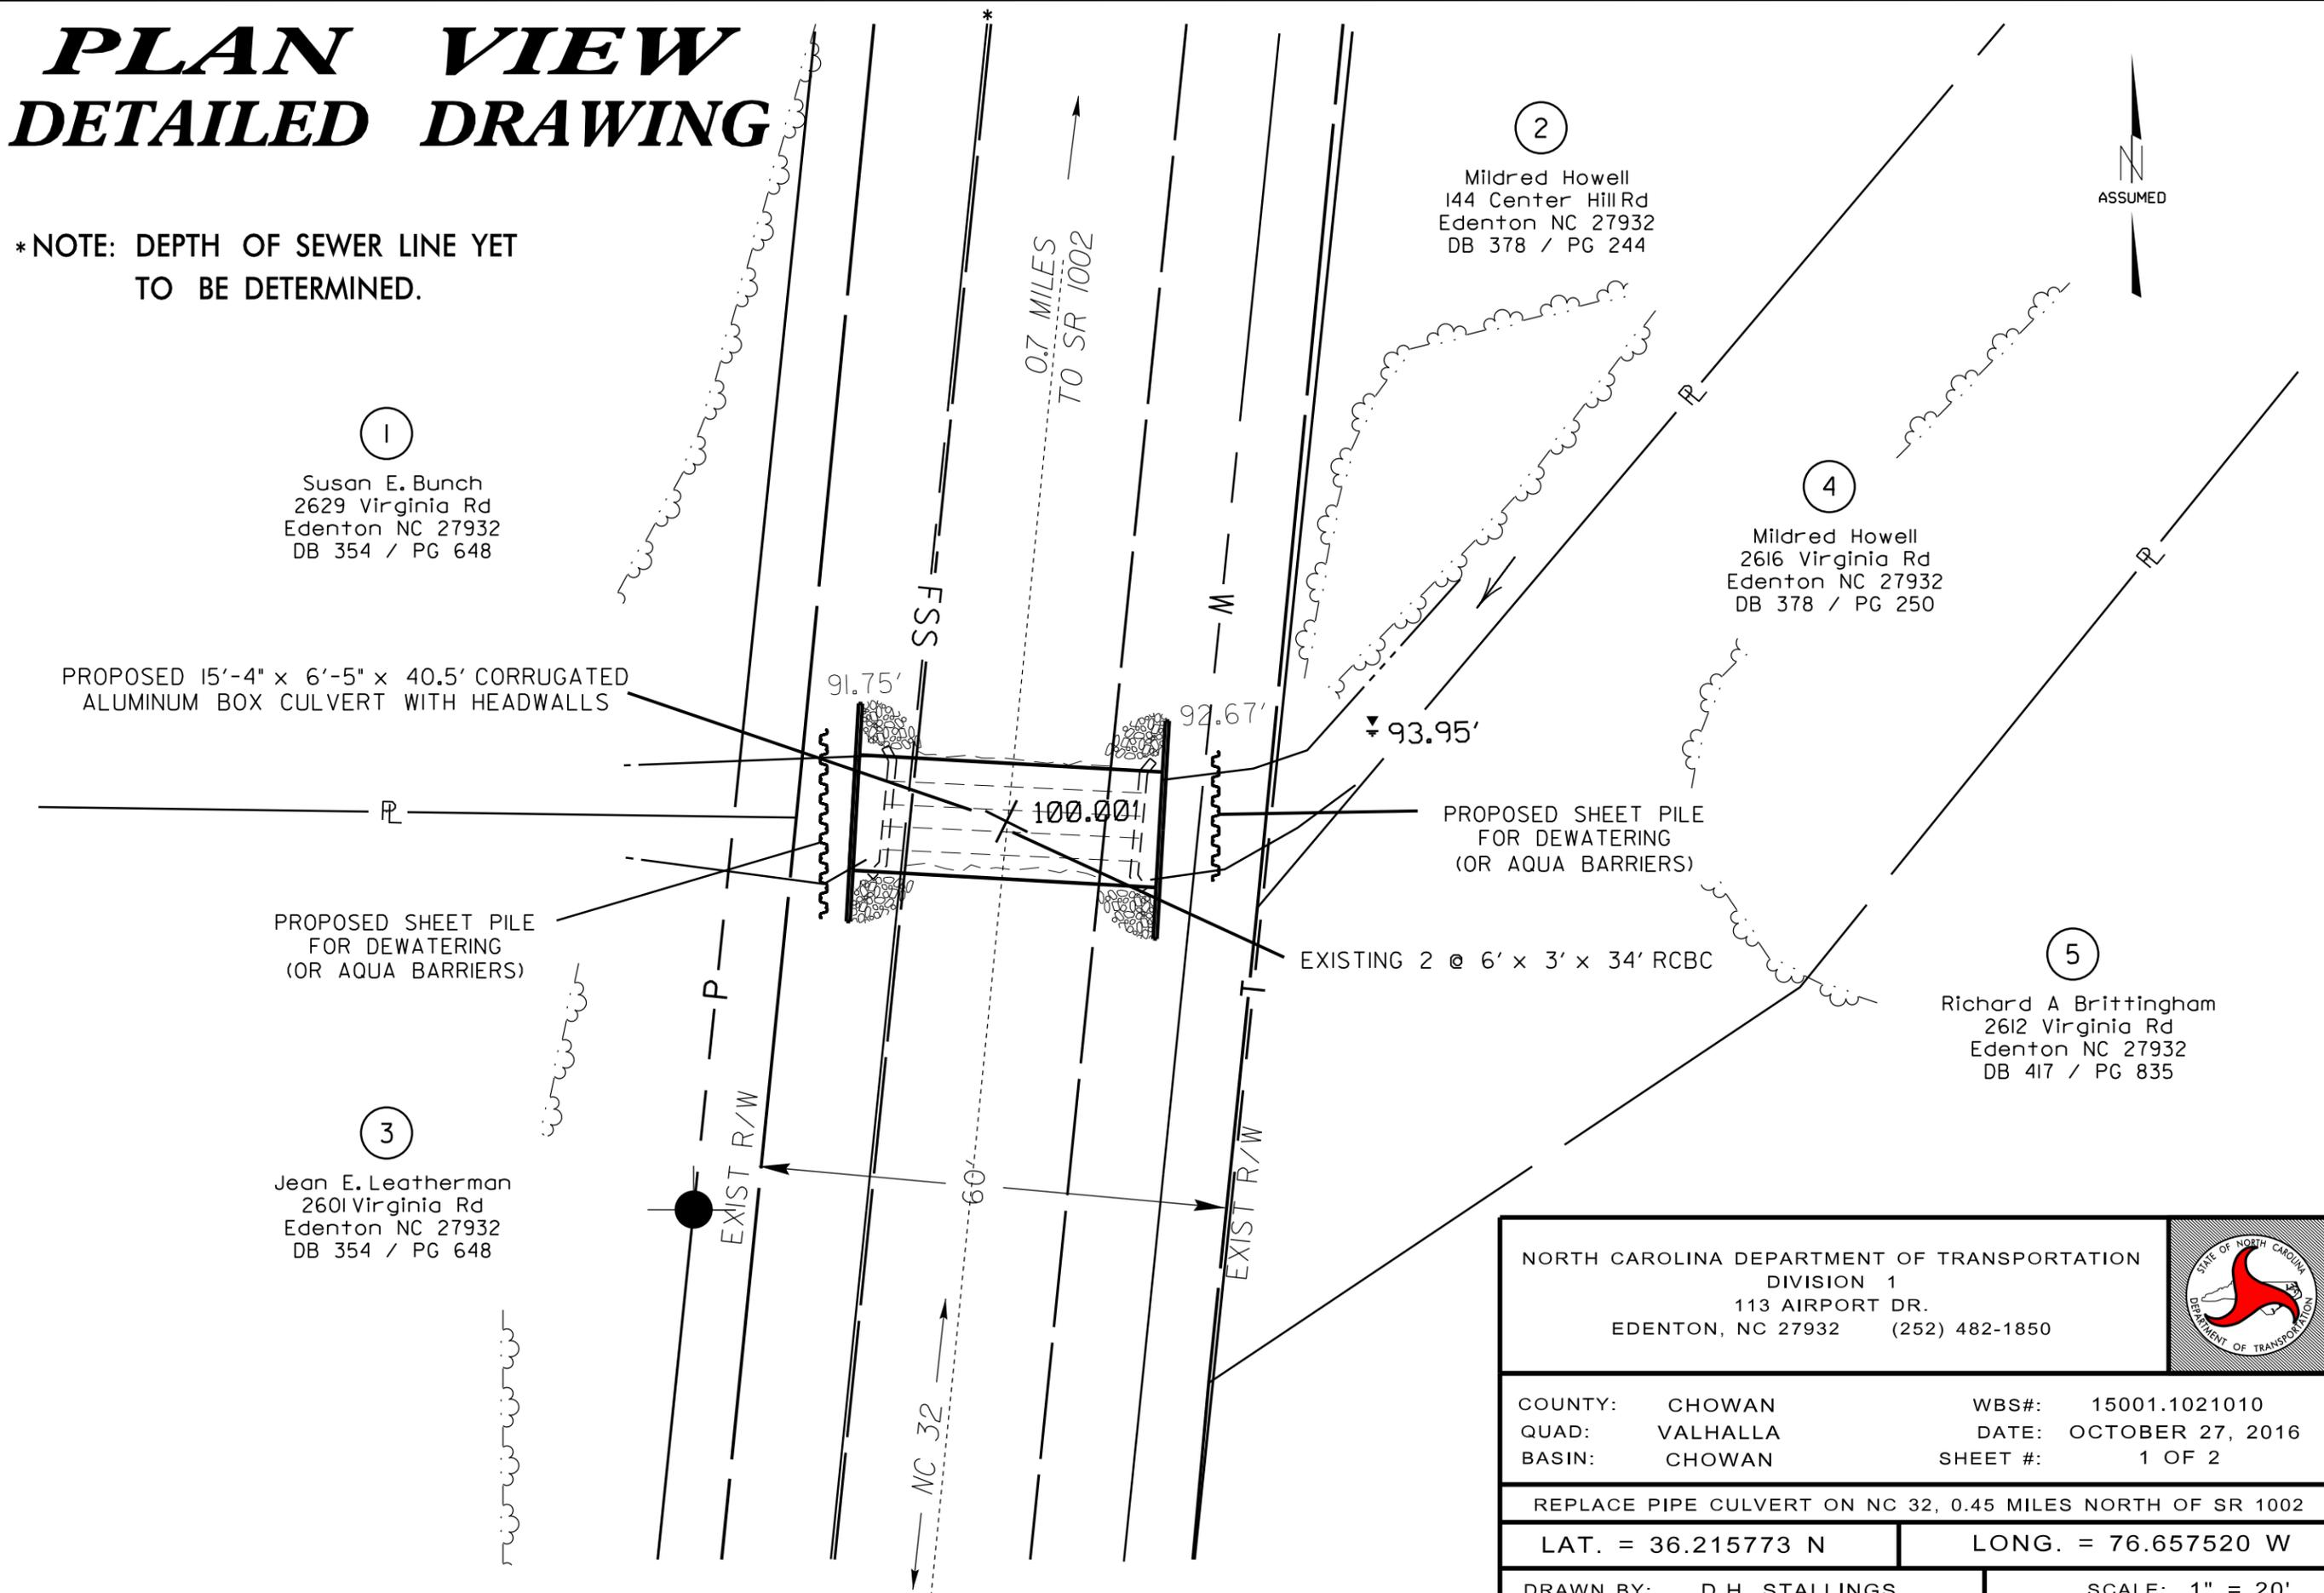 PLAN VIEW
DETAILED DRAWING
*NOTE: DEPTH OF SEWER LINE YET
TO BE DETERMINED.
*
0.7 MILES
TO SR 1002
2
Mildred Howell
144 Center Hill Rd
Edenton NC 27932
DB 378 / PG 244
N
ASSUMED
1
Susan E. Bunch
2629 Virginia Rd
Edenton NC 27932
DB 354 / PG 648
PL
4
Mildred Howell
2616 Virginia Rd
Edenton NC 27932
DB 378 / PG 250
PL
FSS
W
PROPOSED 15'-4" x 6'-5" x 40.5' CORRUGATED
ALUMINUM BOX CULVERT WITH HEADWALLS
91.75'
92.67'
93.95'
PL
100.00'
PROPOSED SHEET PILE
FOR DEWATERING
(OR AQUA BARRIERS)
PROPOSED SHEET PILE
FOR DEWATERING
(OR AQUA BARRIERS)
EXISTING 2 @ 6' x 3' x 34' RCBC
P
T
5
Richard A Brittingham
2612 Virginia Rd
Edenton NC 27932
DB 417 / PG 835
3
Jean E. Leatherman
2601 Virginia Rd
Edenton NC 27932
DB 354 / PG 648
EXIST R/W
60'
EXIST R/W
NC 32
NORTH CAROLINA DEPARTMENT OF TRANSPORTATION
DIVISION 1
113 AIRPORT DR.
EDENTON, NC 27932 (252) 482-1850
STATE OF NORTH CAROLINA
DEPARTMENT OF TRANSPORTATION
COUNTY: CHOWAN WBS#: 15001.1021010
QUAD: VALHALLA DATE: OCTOBER 27, 2016
BASIN: CHOWAN SHEET #: 1 OF 2
REPLACE PIPE CULVERT ON NC 32, 0.45 MILES NORTH OF SR 1002
LAT. = 36.215773 N LONG. = 76.657520 W
DRAWN BY: D.H. STALLINGS SCALE: 1" = 20'